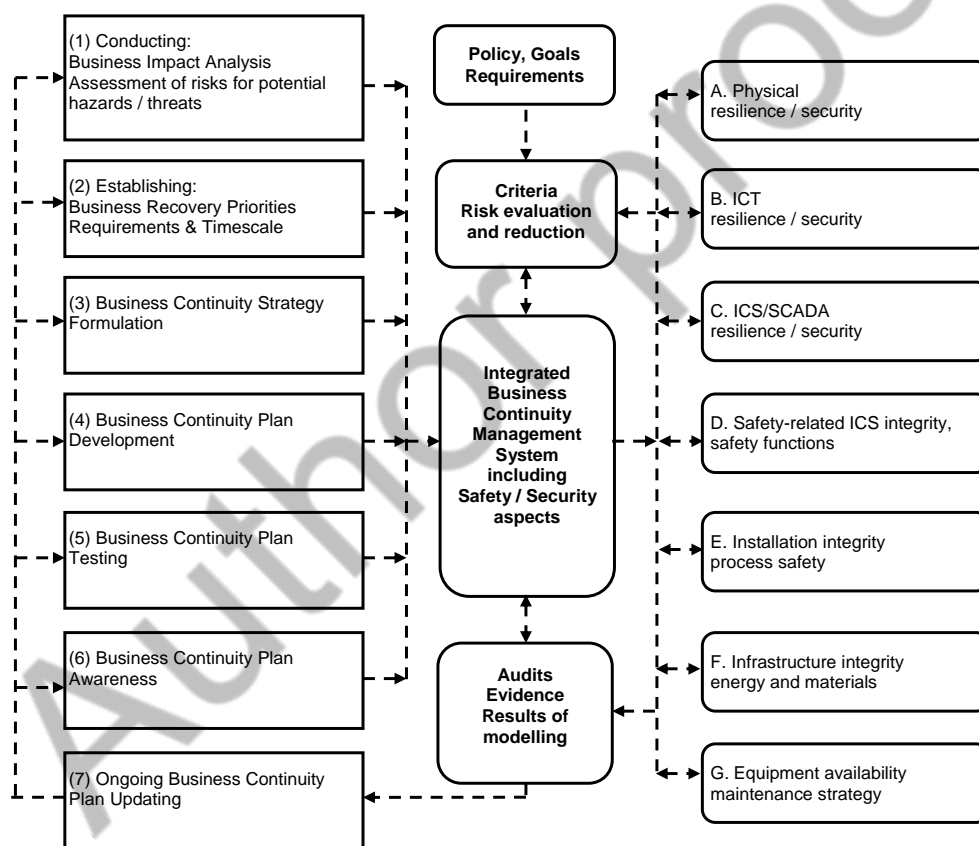 (1) Conducting:
Business Impact Analysis
Assessment of risks for potential
hazards / threats
(2) Establishing:
Business Recovery Priorities
Requirements & Timescale
(3) Business Continuity Strategy
Formulation
(4) Business Continuity Plan
Development
(5) Business Continuity Plan
Testing
(6) Business Continuity Plan
Awareness
(7) Ongoing Business Continuity
Plan Updating
Policy, Goals
Requirements
Criteria
Risk evaluation
and reduction
Integrated
Business
Continuity
Management
System
including
Safety / Security
aspects
Audits
Evidence
Results of
modelling
A. Physical
resilience / security
B. ICT
resilience / security
C. ICS/SCADA
resilience / security
D. Safety-related ICS integrity,
safety functions
E. Installation integrity
process safety
F. Infrastructure integrity
energy and materials
G. Equipment availability
maintenance strategy
Author proo